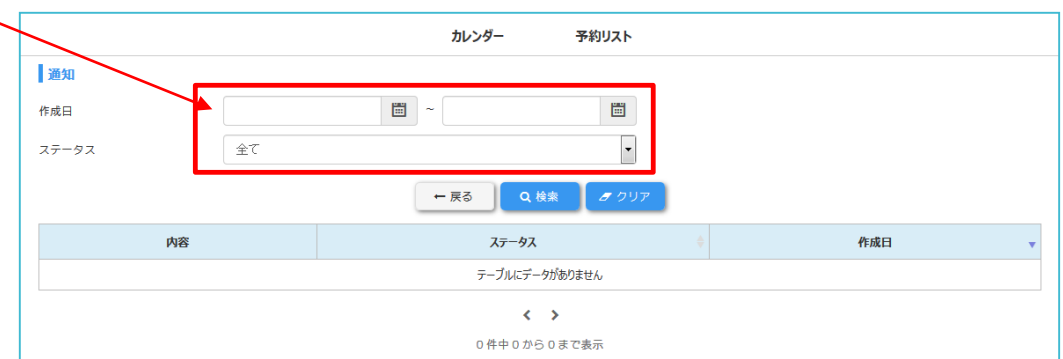 カレンダー 予約リスト
通知
作成日 ~
ステータス 全て
戻る 検索 クリア
内容 ステータス 作成日
テーブルにデータがありません
0 件中 0 から 0 まで表示